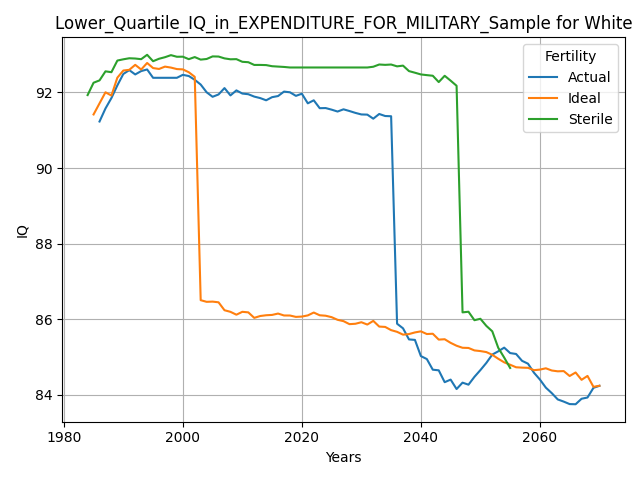 Lower_Quartile_IQ_in_EXPENDITURE_FOR_MILITARY_Sample for White
Fertility
Actual
Ideal
Sterile
92
90
88
86
84
IQ
1980
2000
2020
2040
2060
Years